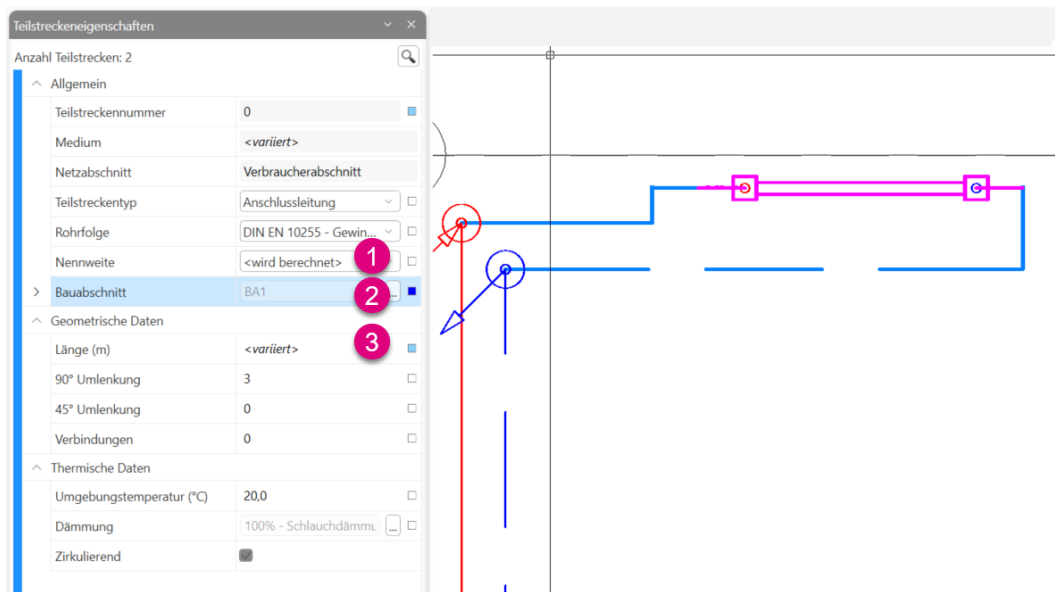 Teilstreckeneigenschaften
Anzahl Teilstrecken: 2
Allgemein
Teilstreckennummer 0
Medium <variiert>
Netzabschnitt Verbraucherabschnitt
Teilstreckentyp Anschlussleitung
Rohrfolge DIN EN 10255 - Gewin...
Nennweite <wird berechnet> 1
Bauabschnitt BA1 2 ...
Geometrische Daten
Länge (m) <variiert> 3
90° Umlenkung 3
45° Umlenkung 0
Verbindungen 0
Thermische Daten
Umgebungstemperatur (°C) 20,0
Dämmung 100% - Schlauchdämmu ...
Zirkulierend